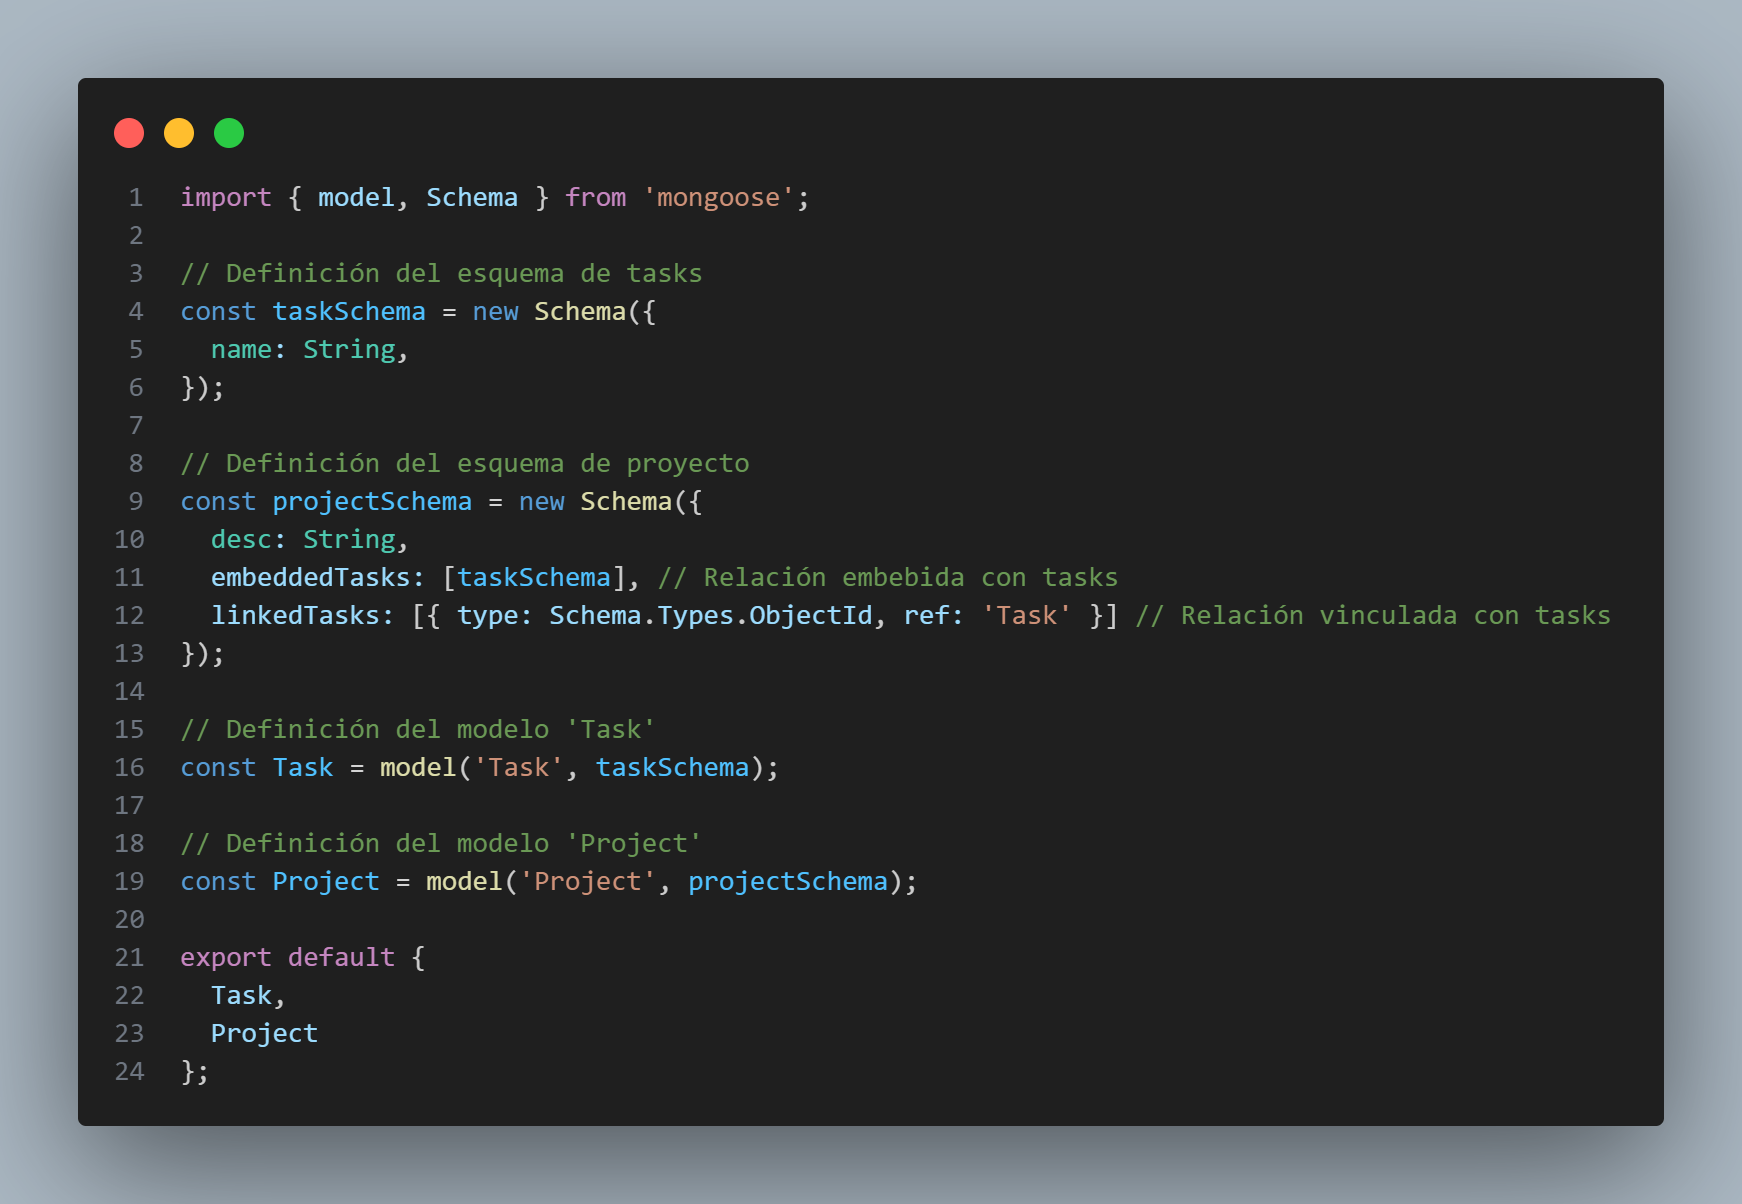 1 import { model, Schema } from 'mongoose';
2
3 // Definición del esquema de tasks
4 const taskSchema = new Schema({
5   name: String,
6 });
7
8 // Definición del esquema de proyecto
9 const projectSchema = new Schema({
10   desc: String,
11   embeddedTasks: [taskSchema], // Relación embebida con tasks
12   linkedTasks: [{ type: Schema.Types.ObjectId, ref: 'Task' }] // Relación vinculada con tasks
13 });
14
15 // Definición del modelo 'Task'
16 const Task = model('Task', taskSchema);
17
18 // Definición del modelo 'Project'
19 const Project = model('Project', projectSchema);
20
21 export default {
22   Task,
23   Project
24 };